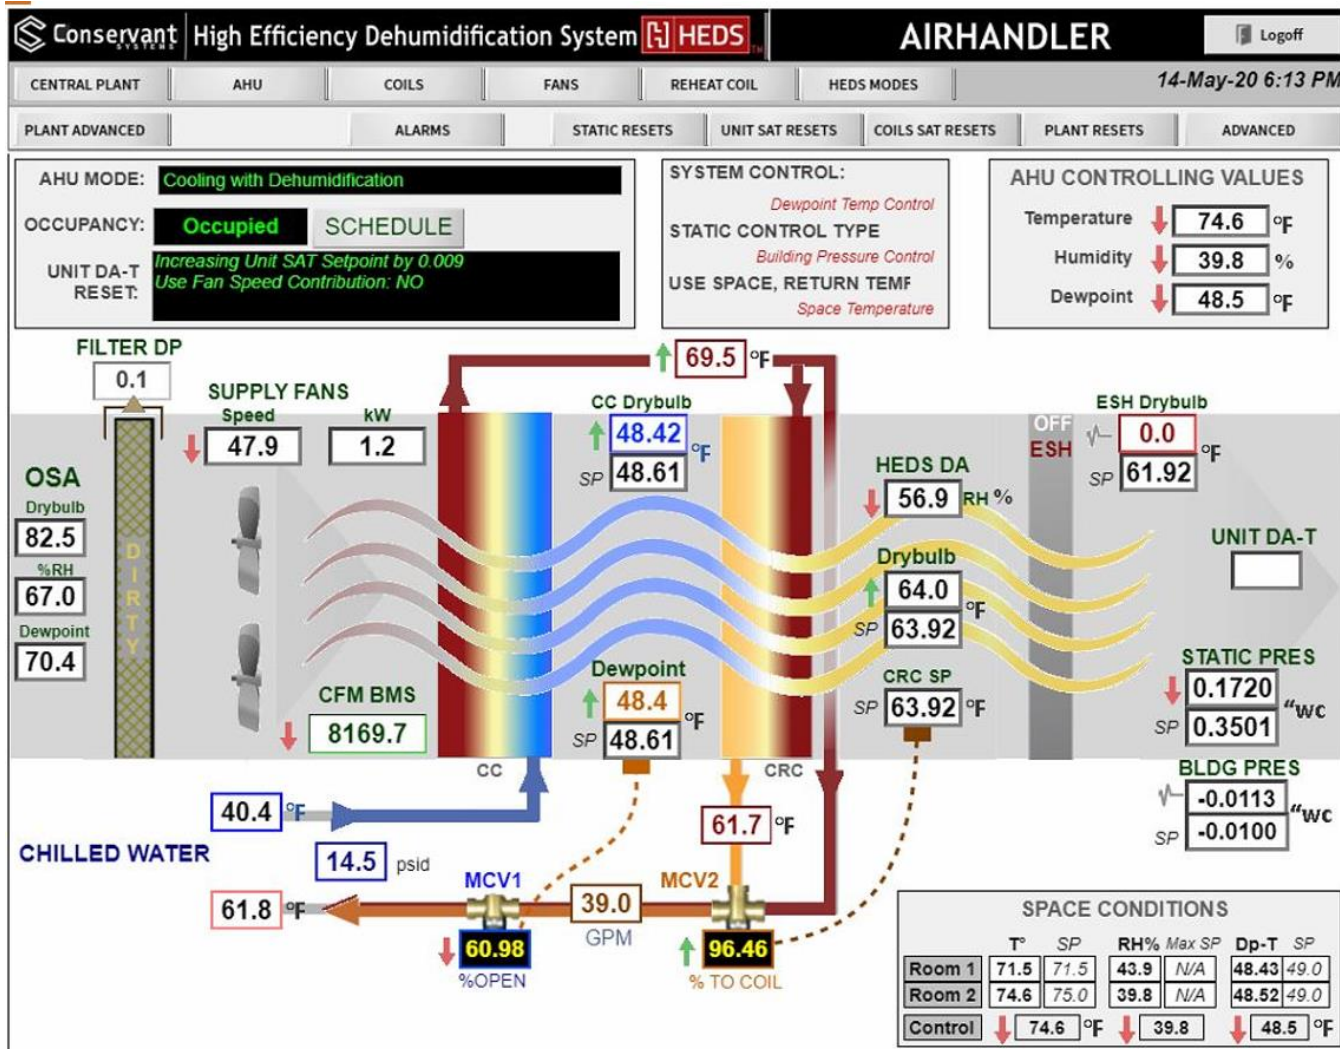 Conservant SYSTEMS High Efficiency Dehumidification System HEDS TM AIRHANDLER Logoff
CENTRAL PLANT AHU COILS FANS REHEAT COIL HEDS MODES 14-May-20 6:13 PM
PLANT ADVANCED ALARMS STATIC RESETS UNIT SAT RESETS COILS SAT RESETS PLANT RESETS ADVANCED
AHU MODE: Cooling with Dehumidification
OCCUPANCY: Occupied SCHEDULE
UNIT DA-T RESET:
Increasing Unit SAT Setpoint by 0.009
Use Fan Speed Contribution: NO
SYSTEM CONTROL:
Dewpoint Temp Control
STATIC CONTROL TYPE
Building Pressure Control
USE SPACE, RETURN TEMP
Space Temperature
AHU CONTROLLING VALUES
Temperature 74.6 °F
Humidity 39.8 %
Dewpoint 48.5 °F
FILTER DP
0.1
DIRTY
OSA
Drybulb
82.5
%RH
67.0
Dewpoint
70.4
SUPPLY FANS
Speed kW
47.9 1.2
CFM BMS
8169.7
69.5 °F
CC Drybulb
48.42 °F
SP 48.61
Dewpoint
48.4 °F
SP 48.61
CC
CRC
HEDS DA
56.9 RH %
Drybulb
64.0 °F
SP 63.92
CRC SP
SP 63.92 °F
OFF
ESH
ESH Drybulb
0.0 °F
SP 61.92
UNIT DA-T
STATIC PRES
0.1720 “wc
SP 0.3501
BLDG PRES
-0.0113 “wc
SP -0.0100
40.4 °F
CHILLED WATER
14.5 psid
61.8 °F
61.7 °F
MCV1
60.98
%OPEN
39.0
GPM
MCV2
96.46
% TO COIL
SPACE CONDITIONS
T° SP RH% Max SP Dp-T SP
Room 1 71.5 71.5 43.9 N/A 48.43 49.0
Room 2 74.6 75.0 39.8 N/A 48.52 49.0
Control 74.6 °F 39.8 48.5 °F